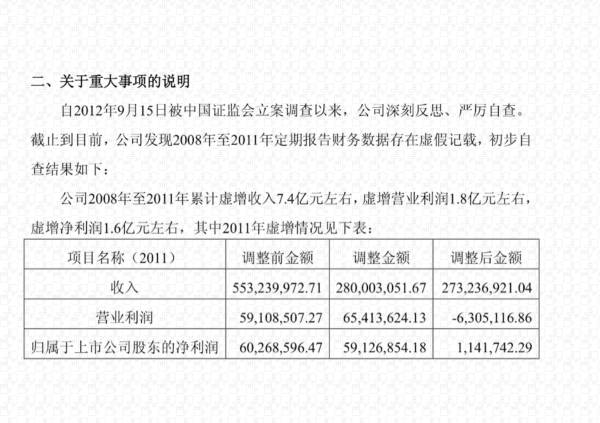 二、关于重大事项的说明
自2012年9月15日被中国证监会立案调查以来，公司深刻反思、严厉自查。
截止到目前，公司发现2008年至2011年定期报告财务数据存在虚假记载，初步自
查结果如下：
公司2008年至2011年累计虚增收入7.4亿元左右，虚增营业利润1.8亿元左右，
虚增净利润1.6亿元左右，其中2011年虚增情况见下表：
项目名称（2011） 调整前金额 调整金额 调整后金额
收入 553,239,972.71 280,003,051.67 273,236,921.04
营业利润 59,108,507.27 65,413,624.13 -6,305,116.86
归属于上市公司股东的净利润 60,268,596.47 59,126,854.18 1,141,742.29